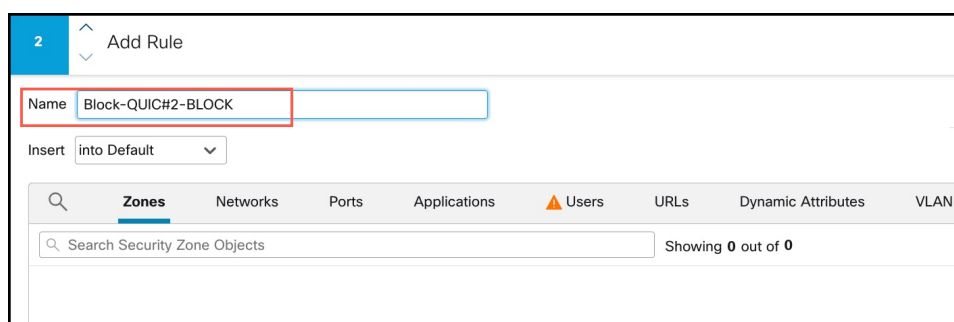 2 Add Rule
Name Block-QUIC#2-BLOCK
Insert into Default
Zones Networks Ports Applications Users URLs Dynamic Attributes VLAN
Search Security Zone Objects Showing 0 out of 0